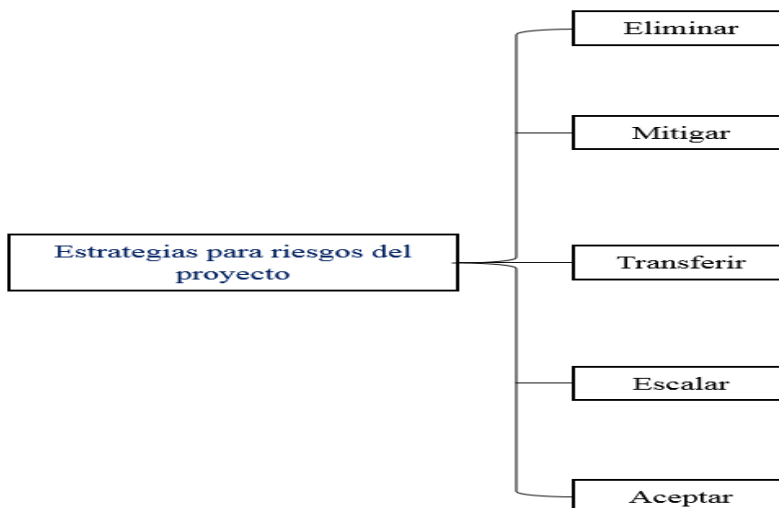 Eliminar
Mitigar
Estrategias para riesgos del
proyecto
Transferir
Escalar
Aceptar